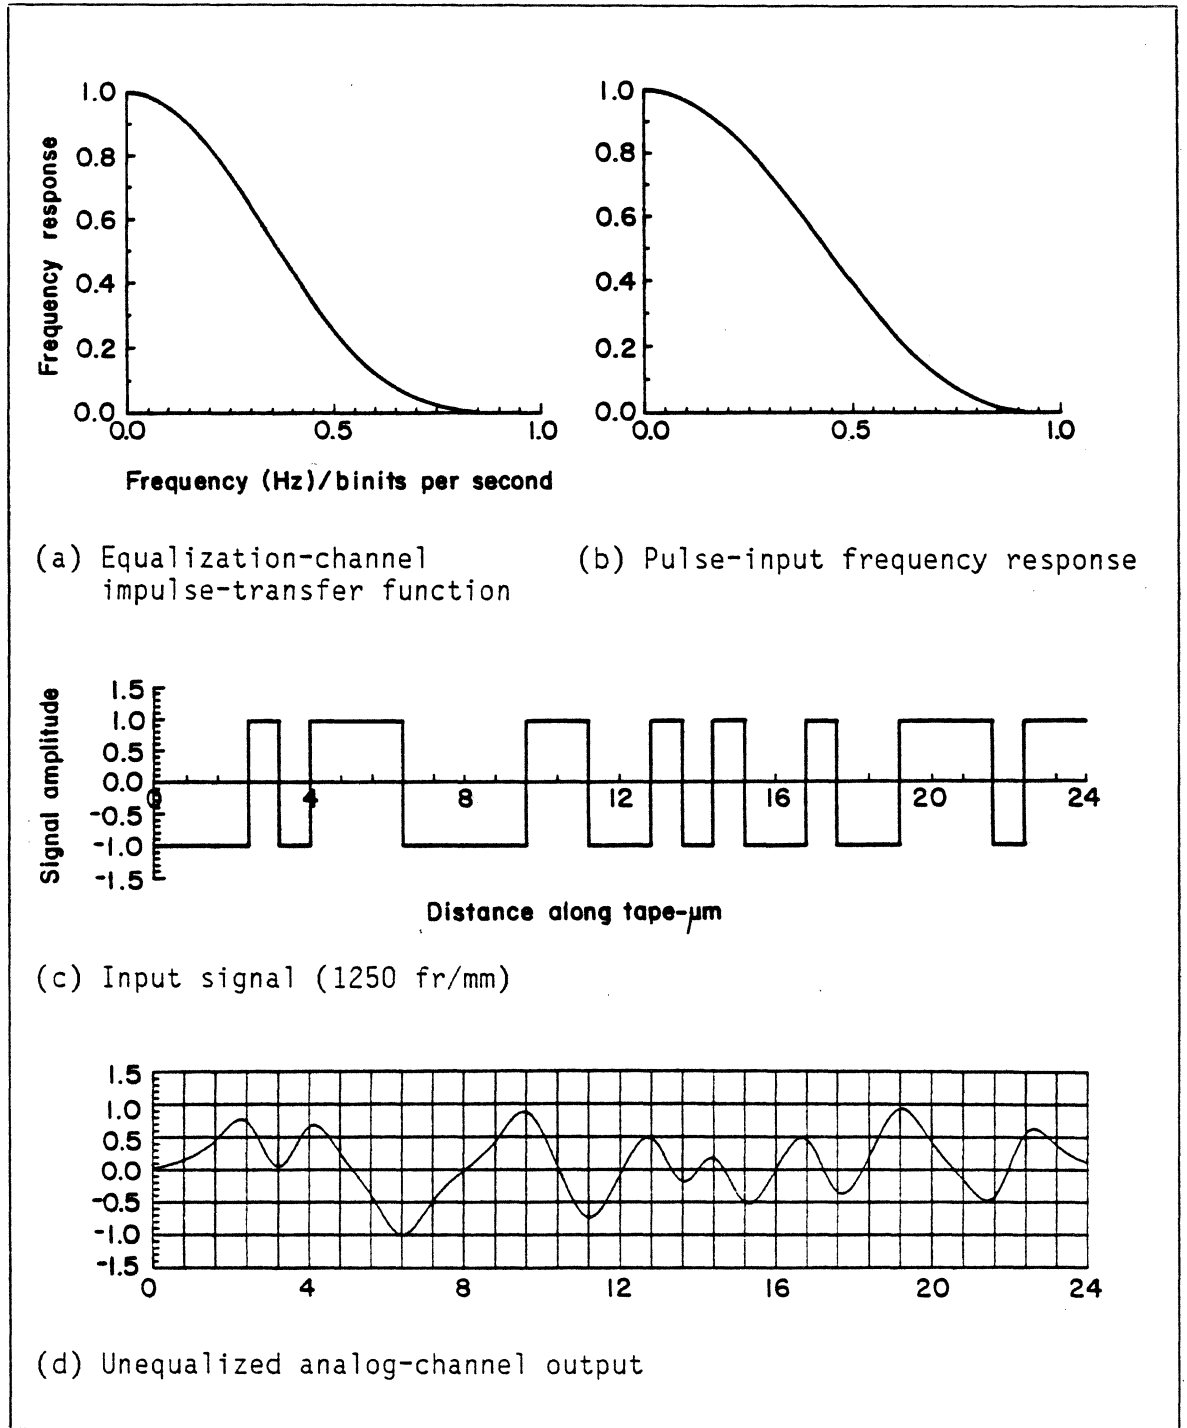 1.0
0.8
0.6
0.4
0.2
0.0
0.0 0.5 1.0
Frequency response
1.0
0.8
0.6
0.4
0.2
0.0
0.0 0.5 1.0
Frequency (Hz)/binits per second
(a) Equalization-channel
impulse-transfer function
(b) Pulse-input frequency response
Signal amplitude
1.5
1.0
0.5
0.0
-0.5
-1.0
-1.5
0 4 8 12 16 20 24
Distance along tape-μm
(c) Input signal (1250 fr/mm)
1.5
1.0
0.5
0.0
-0.5
-1.0
-1.5
0 4 8 12 16 20 24
(d) Unequalized analog-channel output